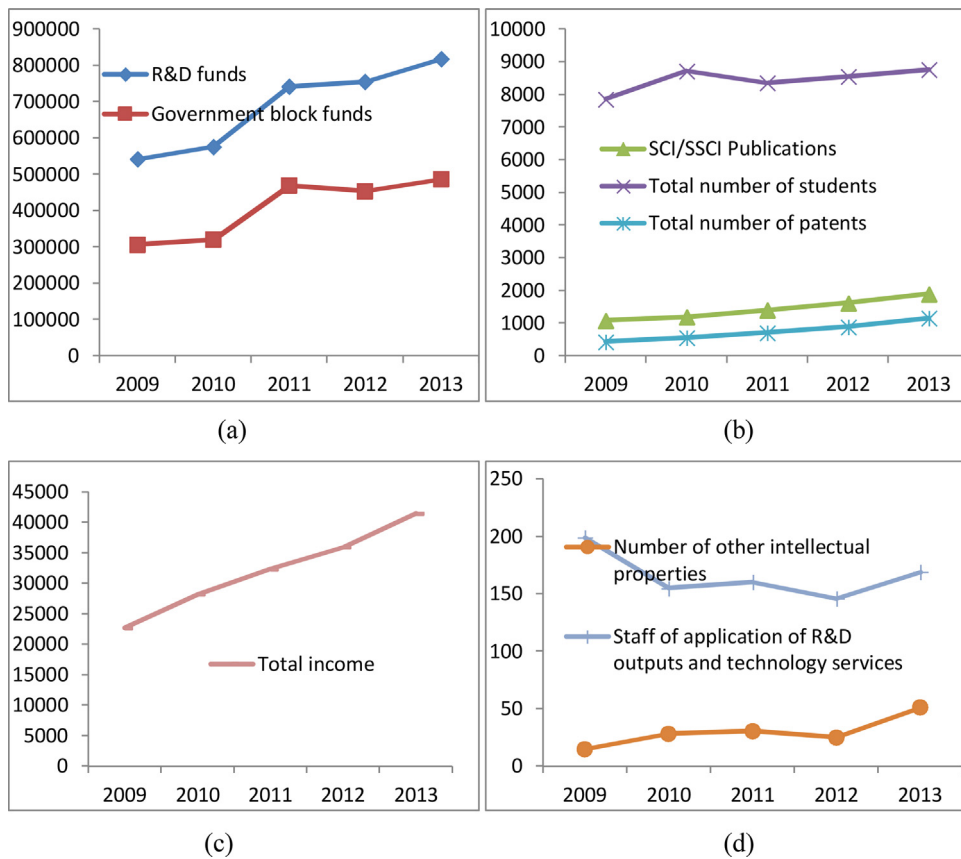 900000
800000
700000
600000
500000
400000
300000
200000
100000
0
R&D funds
Government block funds
2009 2010 2011 2012 2013
(a)
10000
9000
8000
7000
6000
5000
4000
3000
2000
1000
0
SCI/SSCI Publications
Total number of students
Total number of patents
2009 2010 2011 2012 2013
(b)
45000
40000
35000
30000
25000
20000
15000
10000
5000
0
Total income
2009 2010 2011 2012 2013
(c)
250
200
150
100
50
0
Number of other intellectual
properties
Staff of application of R&D
outputs and technology services
2009 2010 2011 2012 2013
(d)